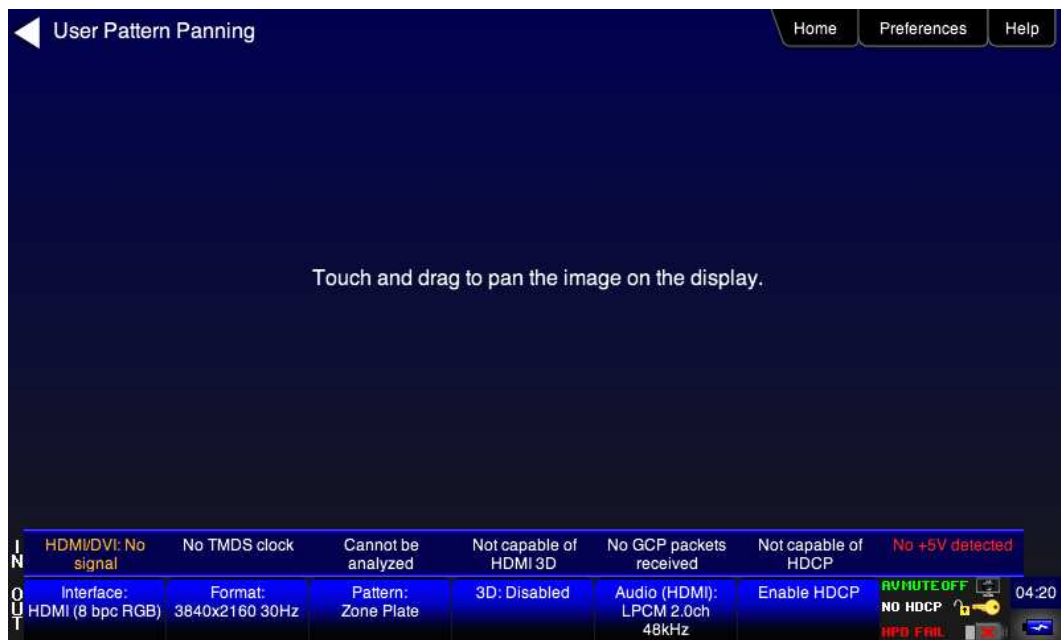 User Pattern Panning
Home
Preferences
Help
Touch and drag to pan the image on the display.
IN
HDMI/DVI: No
signal
No TMDS clock
Cannot be
analyzed
Not capable of
HDMI 3D
No GCP packets
received
Not capable of
HDCP
No +5V detected
OUT
Interface:
HDMI (8 bpc RGB)
Format:
3840x2160 30Hz
Pattern:
Zone Plate
3D: Disabled
Audio (HDMI):
LPCM 2.0ch
48kHz
Enable HDCP
AVMUTEOFF
NO HDCP
HPD FAIL
04:20